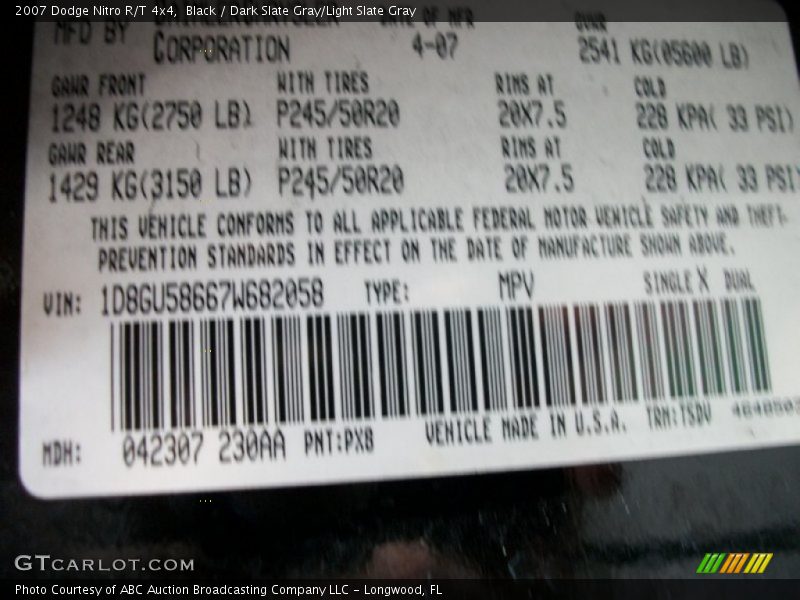 2007 Dodge Nitro R/T 4x4, Black / Dark Slate Gray/Light Slate Gray
MFD BY CORPORATION DATE OF MFR 4-07 GVWR 2541 KG(05600 LB)
GAWR FRONT WITH TIRES RIMS AT COLD
1248 KG(2750 LB) P245/50R20 20X7.5 228 KPA( 33 PSI)
GAWR REAR WITH TIRES RIMS AT COLD
1429 KG(3150 LB) P245/50R20 20X7.5 228 KPA( 33 PSI)
THIS VEHICLE CONFORMS TO ALL APPLICABLE FEDERAL MOTOR VEHICLE SAFETY AND THEFT
PREVENTION STANDARDS IN EFFECT ON THE DATE OF MANUFACTURE SHOWN ABOVE.
VIN: 1D8GU58667W682058 TYPE: MPV SINGLE X DUAL
MDH: 042307 230AA PNT:PX8 VEHICLE MADE IN U.S.A. TRM:TSDV
GTCARLOT.COM
Photo Courtesy of ABC Auction Broadcasting Company LLC – Longwood, FL